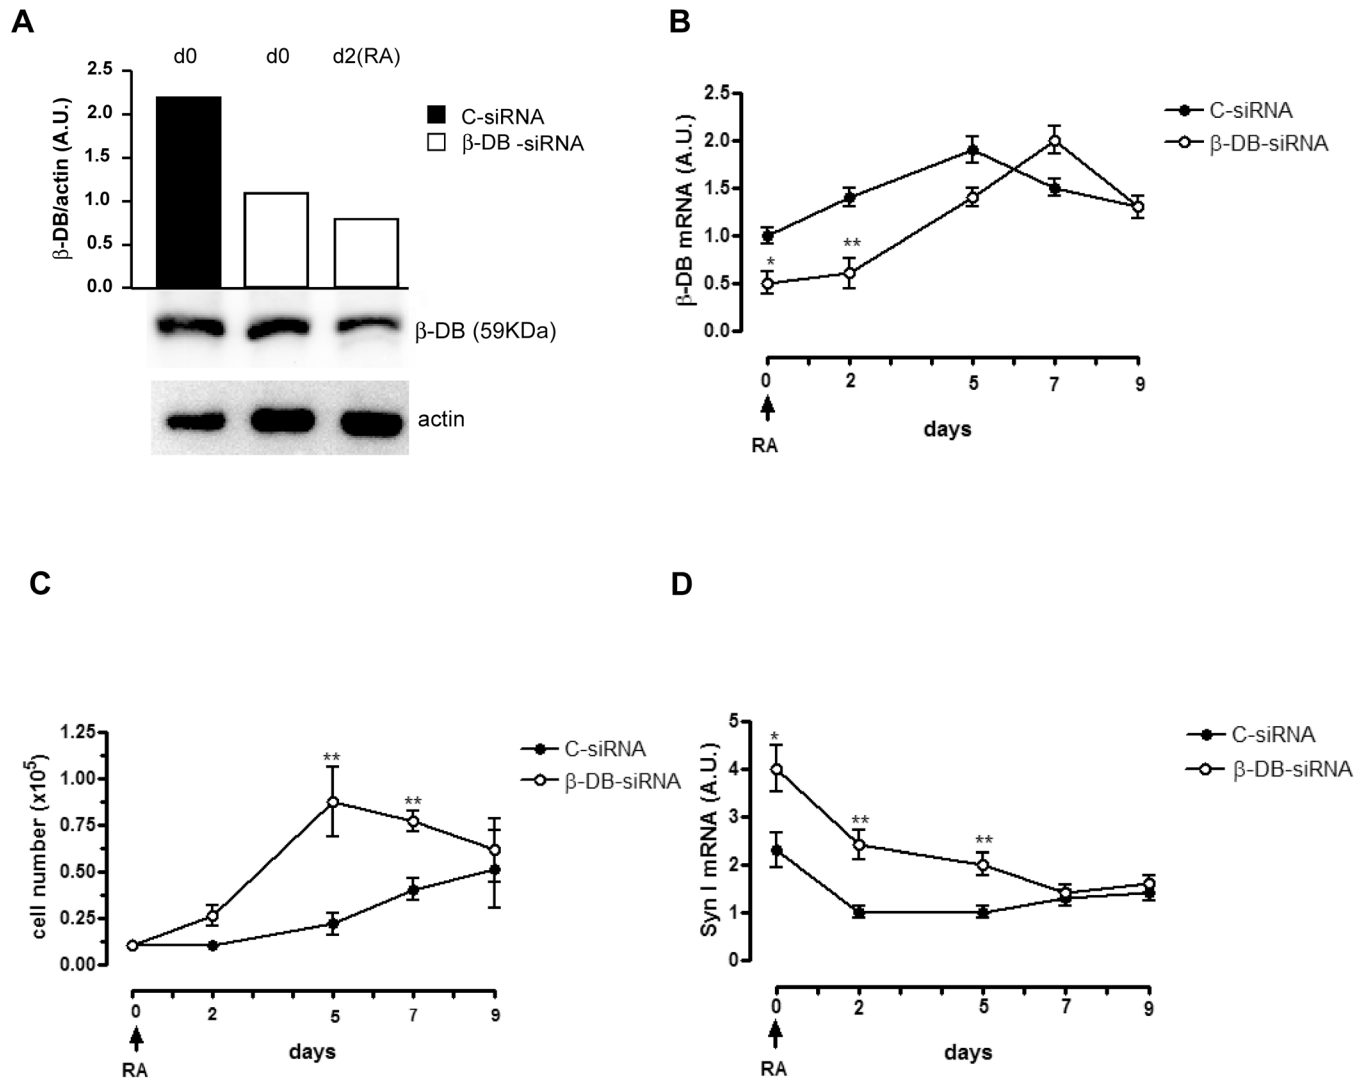 A
d0 d0 d2(RA)
2.5
2.0
1.5
1.0
0.5
0.0
β-DB/actin (A.U.)
C-siRNA
β-DB -siRNA
β-DB (59KDa)
actin
B
2.5
2.0
1.5
1.0
0.5
0.0
β-DB mRNA (A.U.)
*
**
C-siRNA
β-DB-siRNA
0 2 5 7 9
RA
days
C
1.25
1.00
0.75
0.50
0.25
0.00
cell number (x10⁵)
**
**
C-siRNA
β-DB-siRNA
0 2 5 7 9
RA
days
D
5
4
3
2
1
0
Syn I mRNA (A.U.)
*
**
**
C-siRNA
β-DB-siRNA
0 2 5 7 9
RA
days